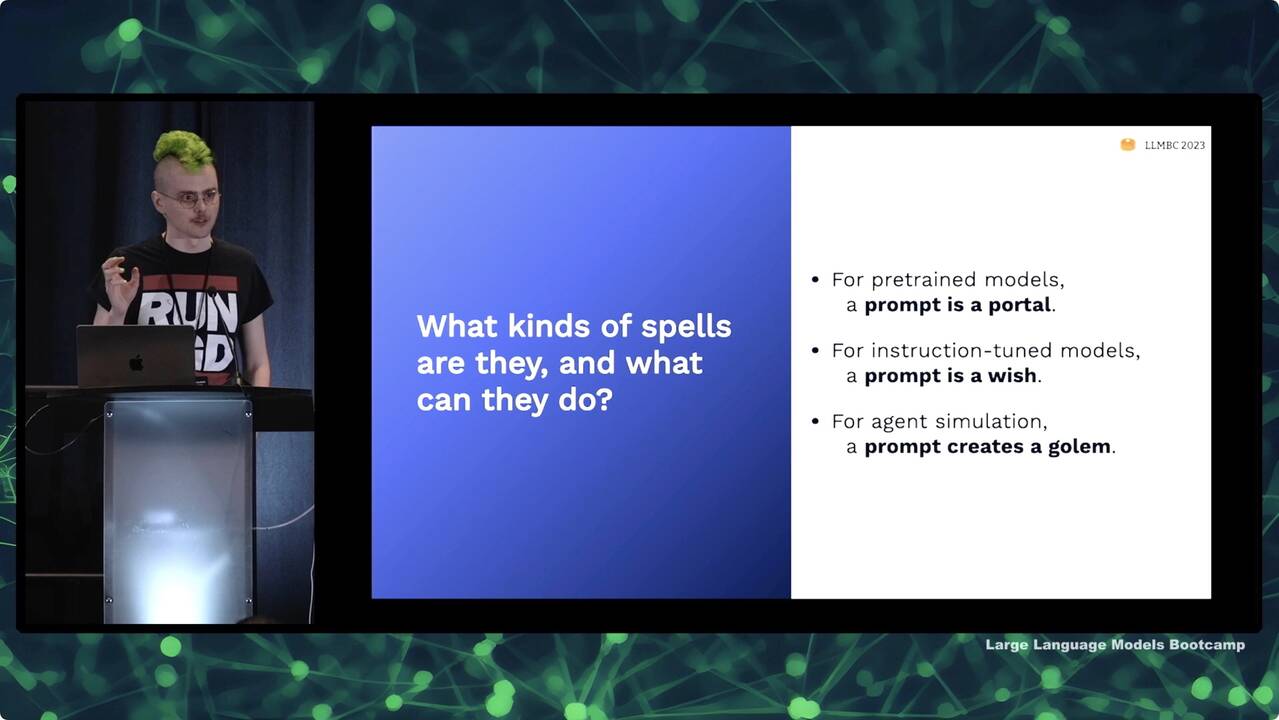 RUN
LLMBC 2023
What kinds of spells
are they, and what
can they do?
• For pretrained models,
a prompt is a portal.
• For instruction-tuned models,
a prompt is a wish.
• For agent simulation,
a prompt creates a golem.
Large Language Models Bootcamp